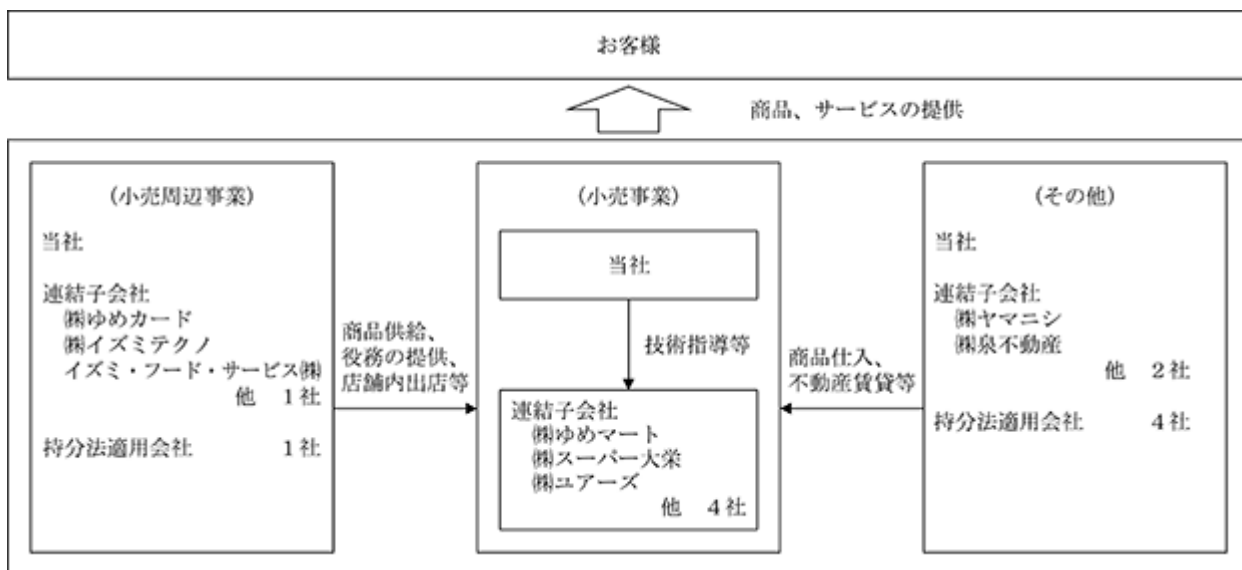 お客様
商品、サービスの提供
(小売周辺事業)
当社
連結子会社
㈱ゆめカード
㈱イズミテクノ
イズミ・フード・サービス㈱
他　1社
持分法適用会社　1社
商品供給、
役務の提供、
店舗内出店等
(小売事業)
当社
技術指導等
連結子会社
㈱ゆめマート
㈱スーパー大栄
㈱ユアーズ
他　4社
商品仕入、
不動産賃貸等
(その他)
当社
連結子会社
㈱ヤマニシ
㈱泉不動産
他　2社
持分法適用会社　4社